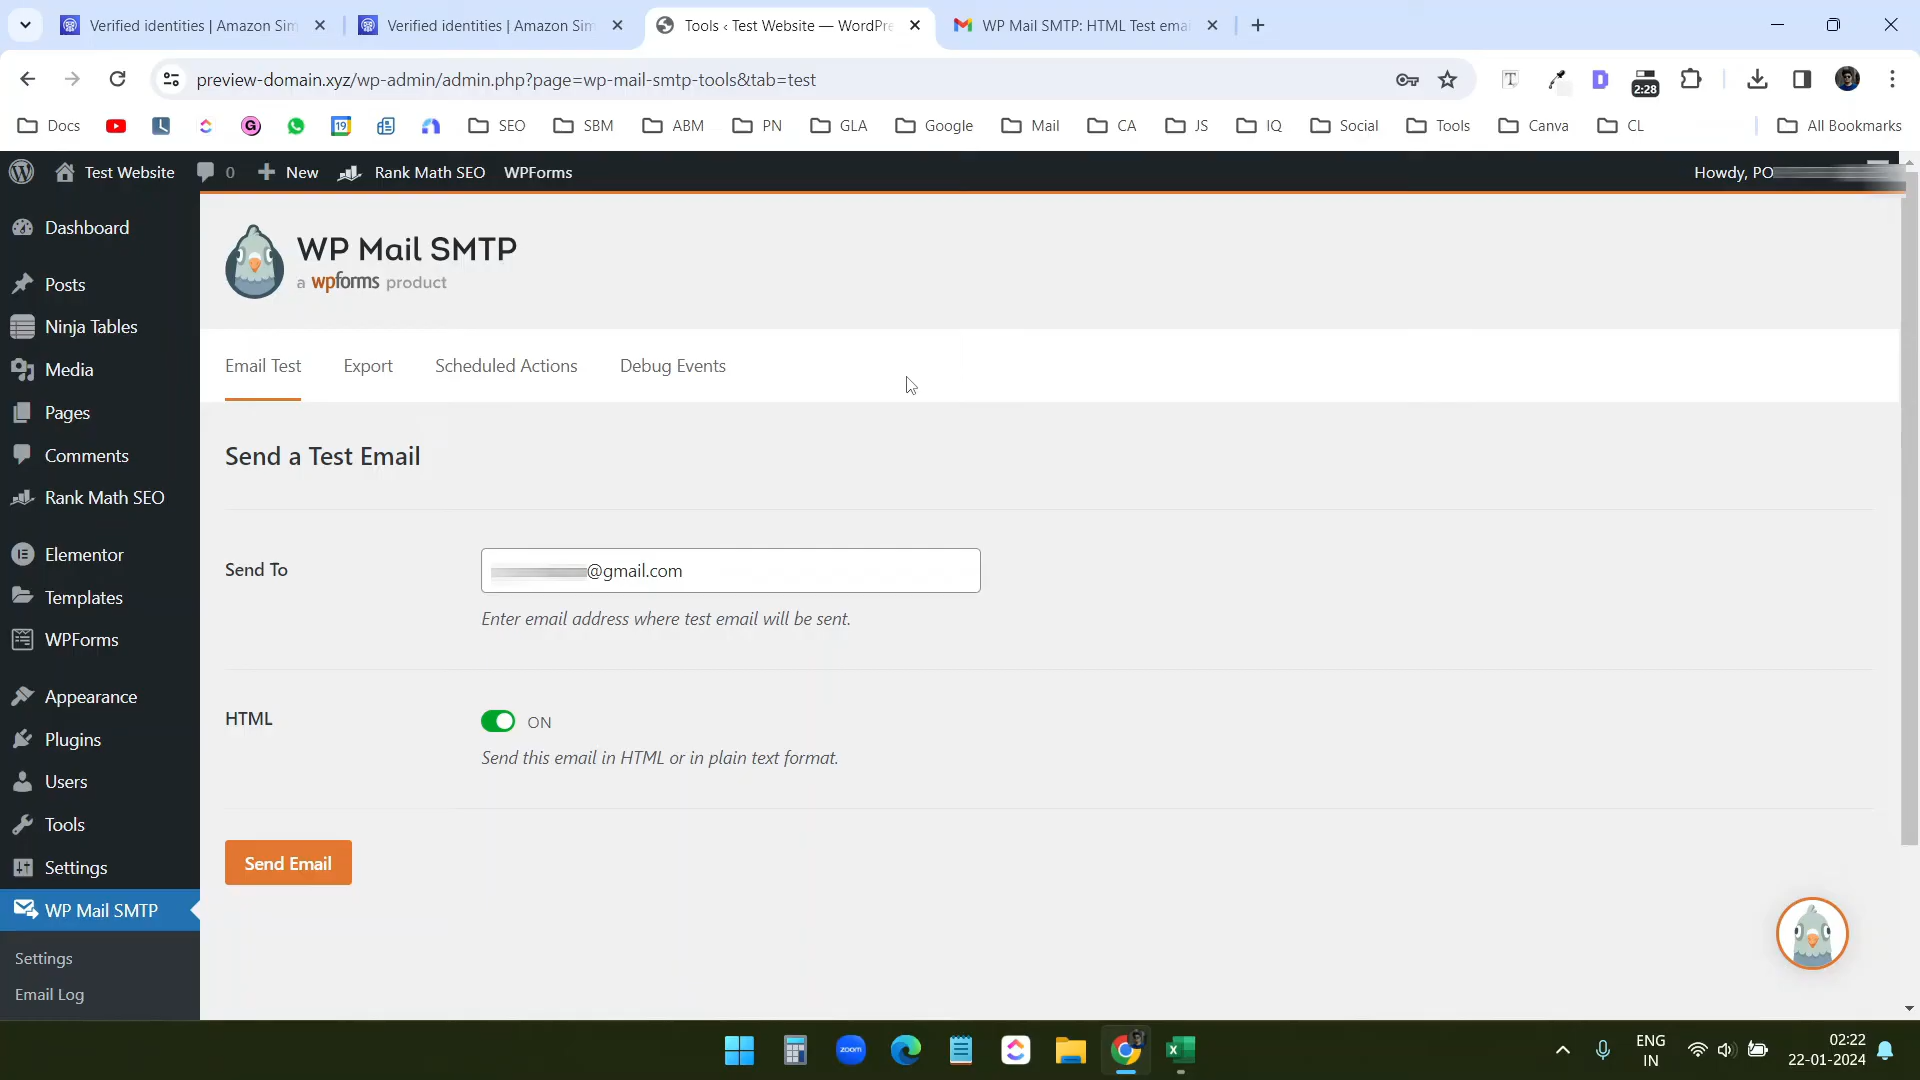 Verified identities | Amazon Sim
Verified identities | Amazon Sim
Tools ‹ Test Website — WordPre
WP Mail SMTP: HTML Test emai
preview-domain.xyz/wp-admin/admin.php?page=wp-mail-smtp-tools&tab=test
2:28
Docs
19
SEO
SBM
ABM
PN
GLA
Google
Mail
CA
JS
IQ
Social
Tools
Canva
CL
All Bookmarks
Test Website
0
New
Rank Math SEO
WPForms
Howdy, PO
Dashboard
Posts
Ninja Tables
Media
Pages
Comments
Rank Math SEO
Elementor
Templates
WPForms
Appearance
Plugins
Users
Tools
Settings
WP Mail SMTP
Settings
Email Log
WP Mail SMTP
a wpforms product
Email Test
Export
Scheduled Actions
Debug Events
Send a Test Email
Send To
@gmail.com
Enter email address where test email will be sent.
HTML
ON
Send this email in HTML or in plain text format.
Send Email
zoom
ENG
IN
02:22
22-01-2024